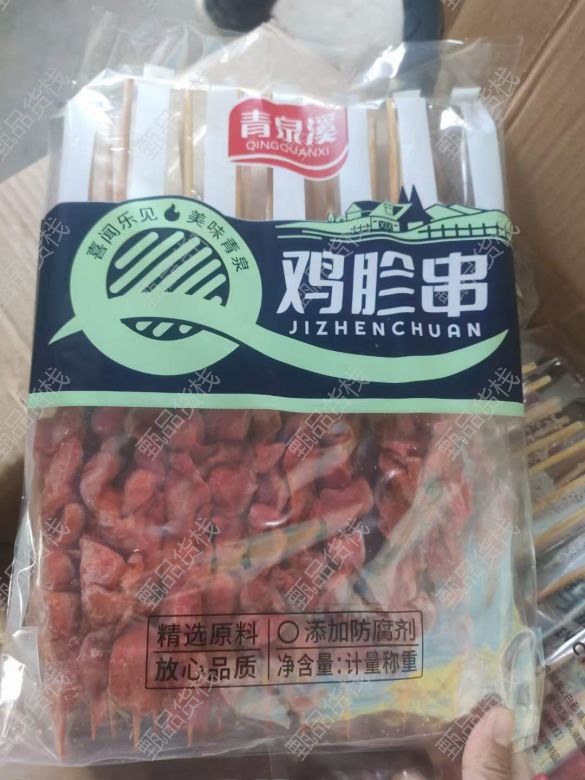 青泉溪
QINGQUANXI
喜闻乐见 美味青泉
鸡胗串
JIZHENCHUAN
精选原料
放心品质
〇添加防腐剂
净含量:计量称重
甄品货栈